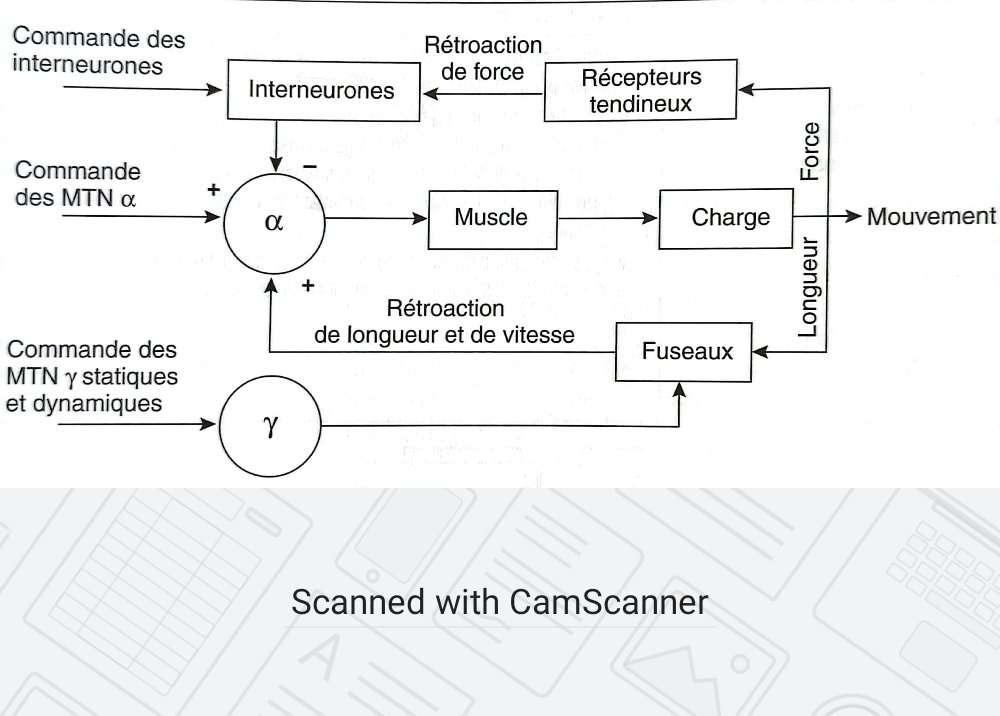 Commande des
interneurones
Interneurones
Rétroaction
de force
Récepteurs
tendineux
Force
Commande
des MTN α
+
−
α
+
Muscle
Charge
Mouvement
Longueur
Rétroaction
de longueur et de vitesse
Fuseaux
Commande des
MTN γ statiques
et dynamiques
γ
Scanned with CamScanner